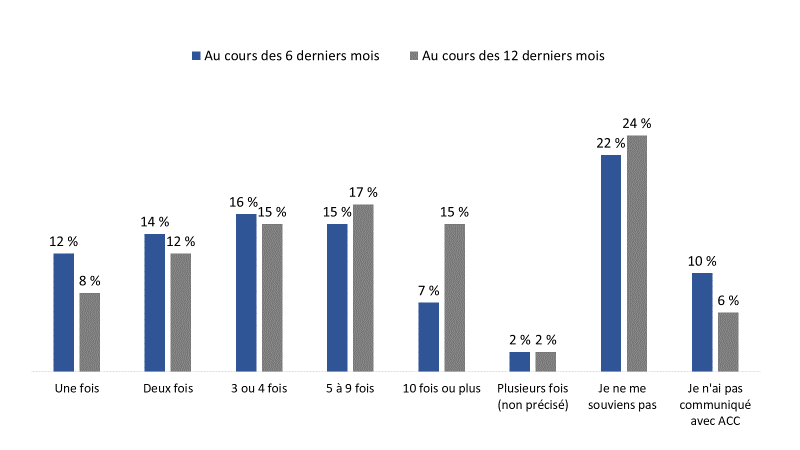 Au cours des 6 derniers mois Au cours des 12 derniers mois
12 % 8 % 14 % 12 % 16 % 15 % 15 % 17 % 7 % 15 % 2 % 2 % 22 % 24 % 10 % 6 %
Une fois
Deux fois
3 ou 4 fois
5 à 9 fois
10 fois ou plus
Plusieurs fois
(non précisé)
Je ne me
souviens pas
Je n'ai pas
communiqué
avec ACC